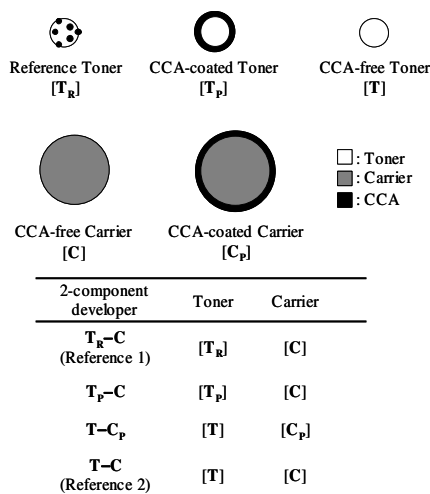 Reference Toner CCA-coated Toner CCA-free Toner
[T_R] [T_P] [T]
□ : Toner
■ : Carrier
■ : CCA
CCA-free Carrier CCA-coated Carrier
[C] [C_P]
2-component developer Toner Carrier
T_R–C [T_R] [C]
(Reference 1)
T_P–C [T_P] [C]
T–C_P [T] [C_P]
T–C [T] [C]
(Reference 2)